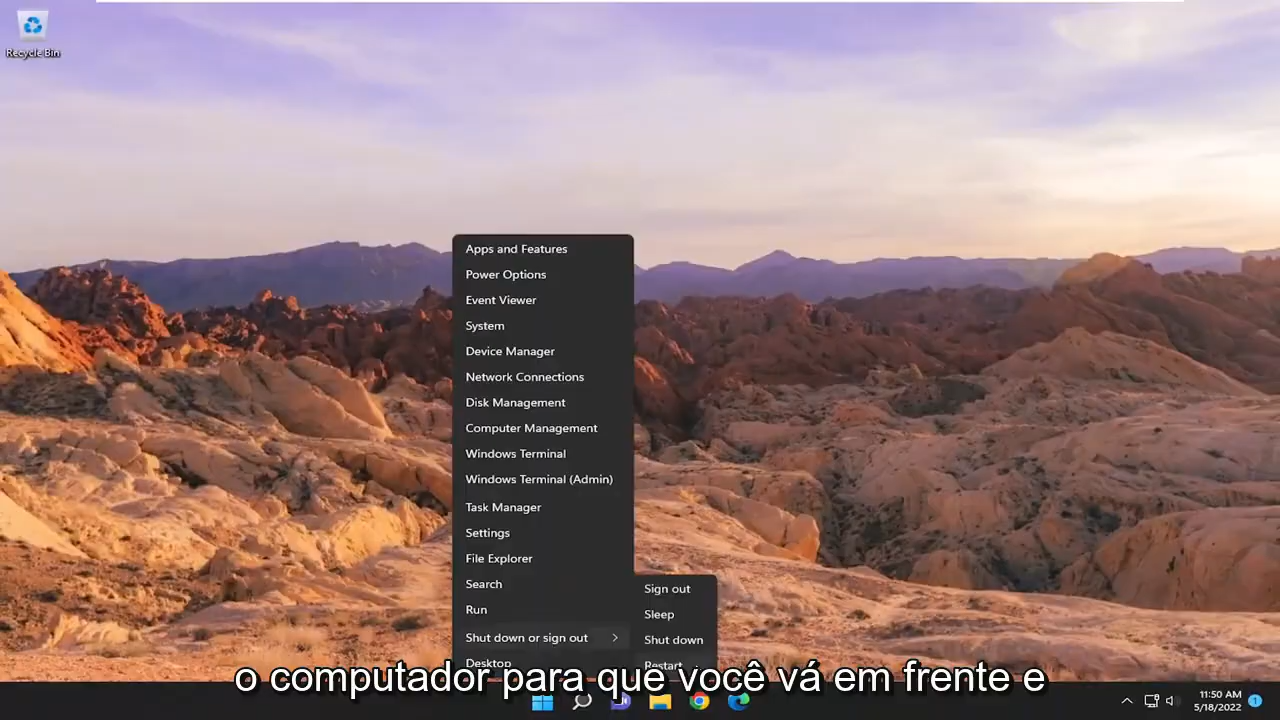 Recycle Bin
Apps and Features
Power Options
Event Viewer
System
Device Manager
Network Connections
Disk Management
Computer Management
Windows Terminal
Windows Terminal (Admin)
Task Manager
Settings
File Explorer
Search
Run
Shut down or sign out
Desktop
Sign out
Sleep
Shut down
Restart
o computador para que você vá em frente e
11:50 AM
5/18/2022
1